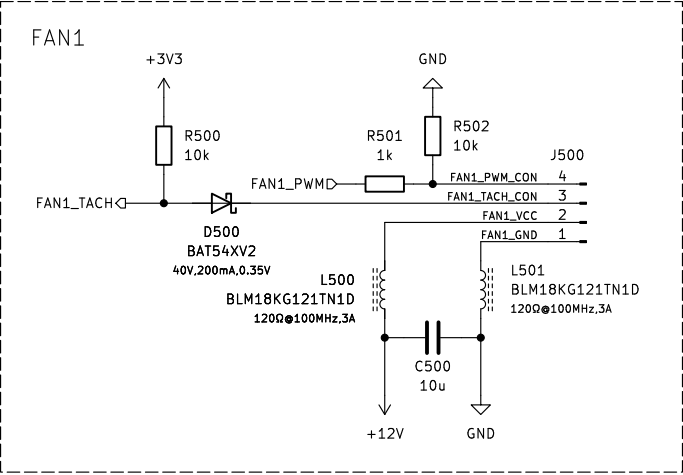 FAN1
+3V3
GND
R500
10k
R501
1k
R502
10k
J500
FAN1_PWM
FAN1_PWM_CON 4
FAN1_TACH
FAN1_TACH_CON 3
FAN1_VCC 2
FAN1_GND 1
D500
BAT54XV2
40V,200mA,0.35V
L500
BLM18KG121TN1D
120Ω@100MHz,3A
L501
BLM18KG121TN1D
120Ω@100MHz,3A
C500
10u
+12V
GND